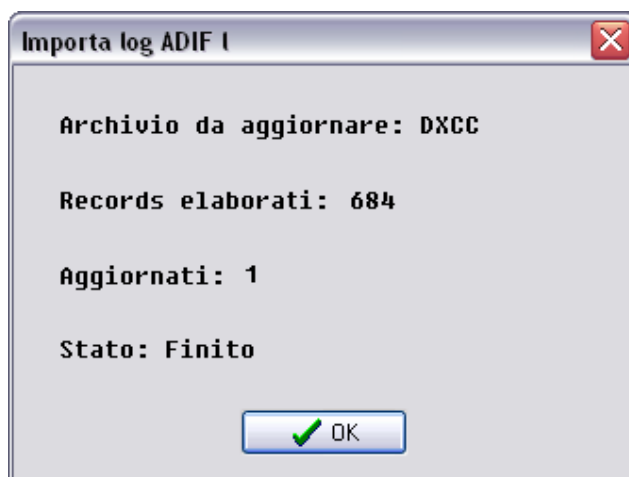 Importa log ADIF l
Archivio da aggiornare: DXCC
Records elaborati: 684
Aggiornati: 1
Stato: Finito
OK